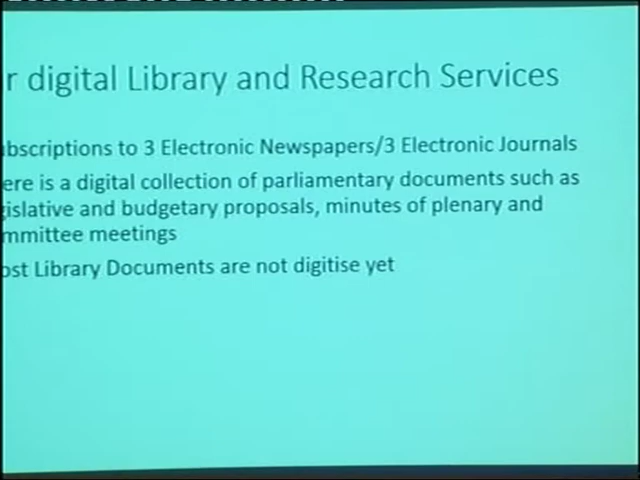 r digital Library and Research Services
bscriptions to 3 Electronic Newspapers/3 Electronic Journals
ere is a digital collection of parliamentary documents such as
gislative and budgetary proposals, minutes of plenary and
mmittee meetings
ost Library Documents are not digitise yet